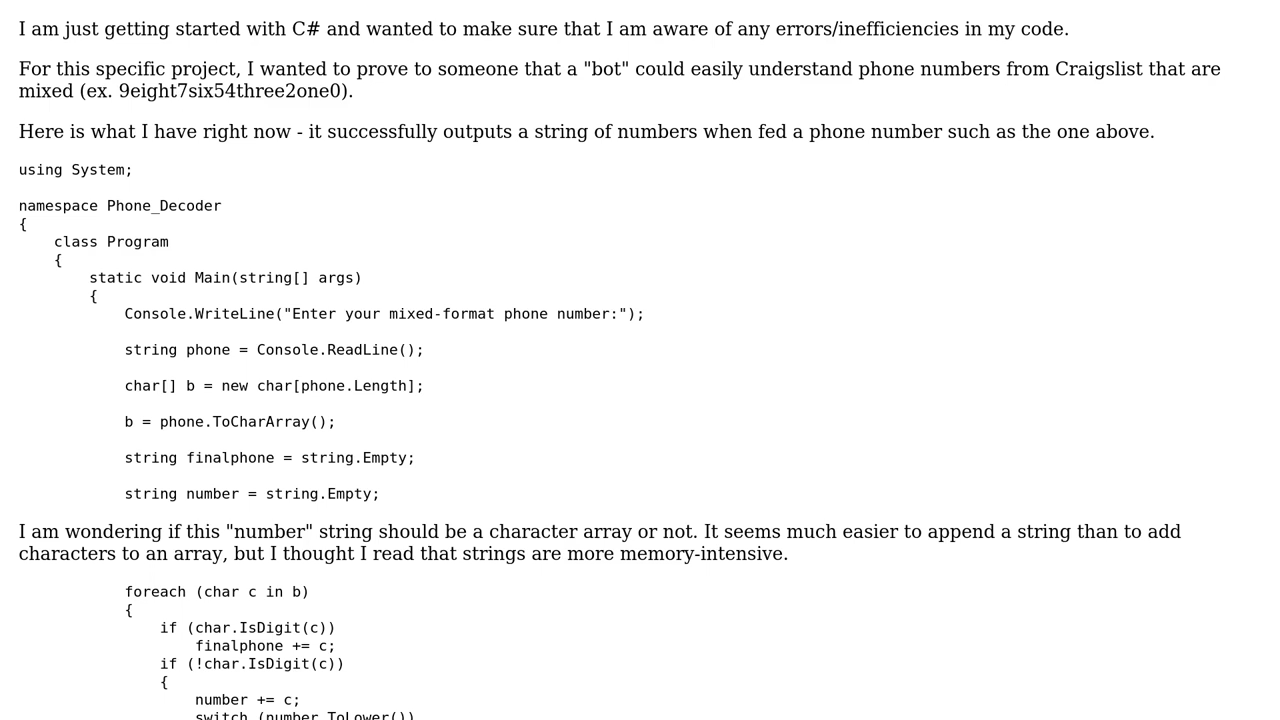 I am just getting started with C# and wanted to make sure that I am aware of any errors/inefficiencies in my code.
For this specific project, I wanted to prove to someone that a "bot" could easily understand phone numbers from Craigslist that are
mixed (ex. 9eight7six54three2one0).
Here is what I have right now - it successfully outputs a string of numbers when fed a phone number such as the one above.
using System;
namespace Phone_Decoder
{
    class Program
    {
        static void Main(string[] args)
        {
            Console.WriteLine("Enter your mixed-format phone number:");
            string phone = Console.ReadLine();
            char[] b = new char[phone.Length];
            b = phone.ToCharArray();
            string finalphone = string.Empty;
            string number = string.Empty;
I am wondering if this "number" string should be a character array or not. It seems much easier to append a string than to add
characters to an array, but I thought I read that strings are more memory-intensive.
            foreach (char c in b)
            {
                if (char.IsDigit(c))
                    finalphone += c;
                if (!char.IsDigit(c))
                {
                    number += c;
                    switch (number.ToLower())